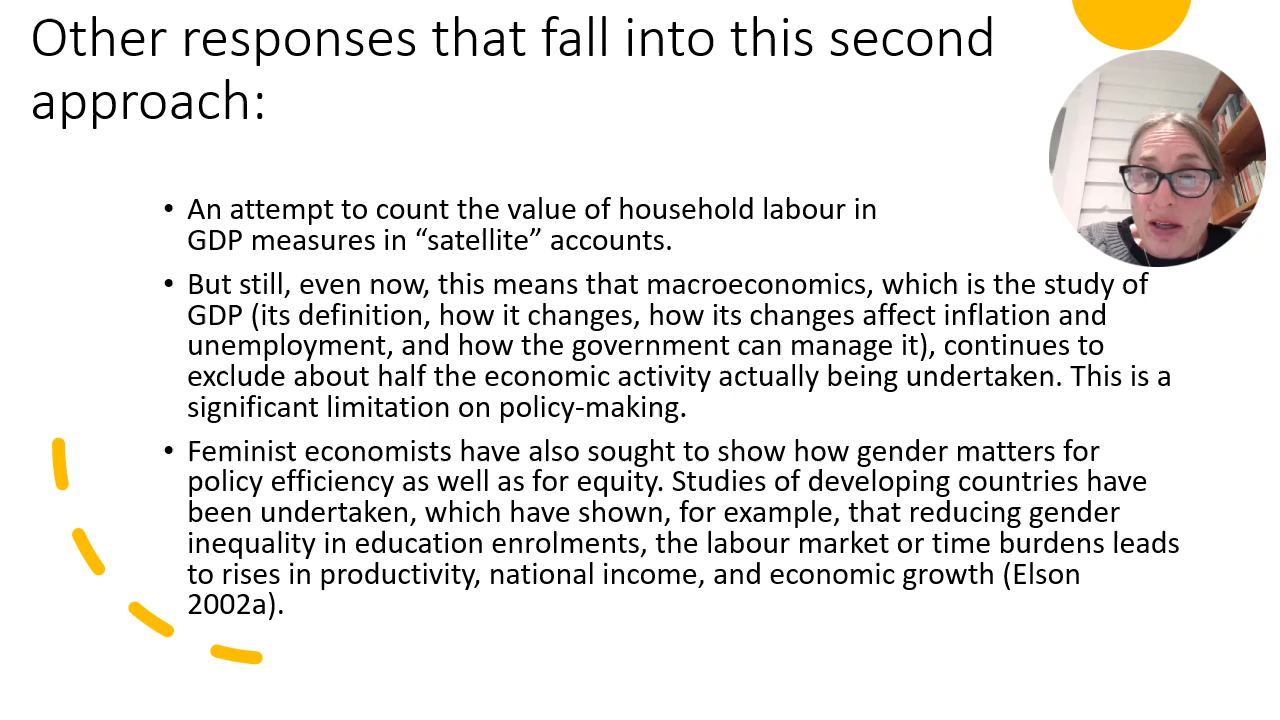 Other responses that fall into this second
approach:
• An attempt to count the value of household labour in
GDP measures in “satellite” accounts.
• But still, even now, this means that macroeconomics, which is the study of
GDP (its definition, how it changes, how its changes affect inflation and
unemployment, and how the government can manage it), continues to
exclude about half the economic activity actually being undertaken. This is a
significant limitation on policy-making.
• Feminist economists have also sought to show how gender matters for
policy efficiency as well as for equity. Studies of developing countries have
been undertaken, which have shown, for example, that reducing gender
inequality in education enrolments, the labour market or time burdens leads
to rises in productivity, national income, and economic growth (Elson
2002a).